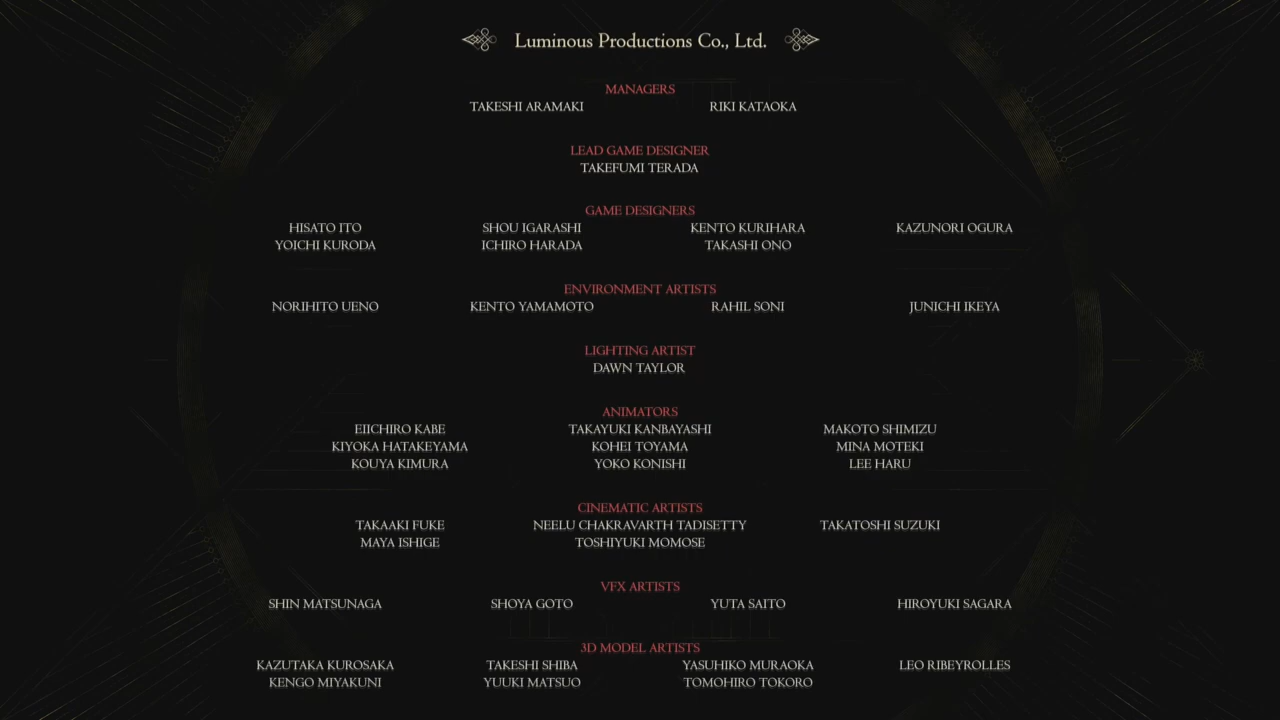 Luminous Productions Co., Ltd.
MANAGERS
TAKESHI ARAMAKI RIKI KATAOKA
LEAD GAME DESIGNER
TAKEFUMI TERADA
GAME DESIGNERS
HISATO ITO SHOU IGARASHI KENTO KURIHARA KAZUNORI OGURA
YOICHI KURODA ICHIRO HARADA TAKASHI ONO
ENVIRONMENT ARTISTS
NORIHITO UENO KENTO YAMAMOTO RAHIL SONI JUNICHI IKEYA
LIGHTING ARTIST
DAWN TAYLOR
ANIMATORS
EIICHIRO KABE TAKAYUKI KANBAYASHI MAKOTO SHIMIZU
KIYOKA HATAKEYAMA KOHEI TOYAMA MINA MOTEKI
KOUYA KIMURA YOKO KONISHI LEE HARU
CINEMATIC ARTISTS
TAKAAKI FUKE NEELU CHAKRAVARTH TADISETTY TAKATOSHI SUZUKI
MAYA ISHIGE TOSHIYUKI MOMOSE
VFX ARTISTS
SHIN MATSUNAGA SHOYA GOTO YUTA SAITO HIROYUKI SAGARA
3D MODEL ARTISTS
KAZUTAKA KUROSAKA TAKESHI SHIBA YASUHIKO MURAOKA LEO RIBEYROLLES
KENGO MIYAKUNI YUUKI MATSUO TOMOHIRO TOKORO